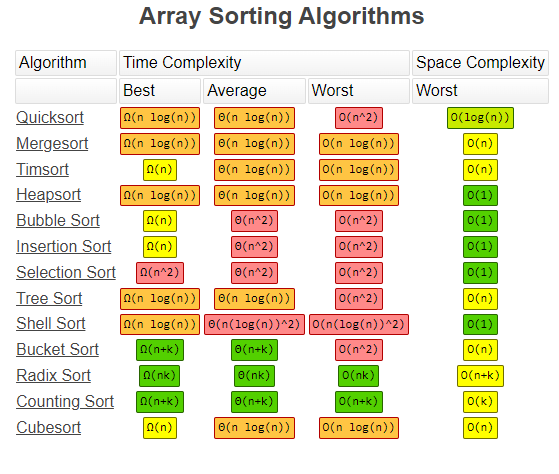 Array Sorting Algorithms
Algorithm Time Complexity Space Complexity
Best Average Worst Worst
Quicksort Ω(n log(n)) Θ(n log(n)) O(n^2) O(log(n))
Mergesort Ω(n log(n)) Θ(n log(n)) O(n log(n)) O(n)
Timsort Ω(n) Θ(n log(n)) O(n log(n)) O(n)
Heapsort Ω(n log(n)) Θ(n log(n)) O(n log(n)) O(1)
Bubble Sort Ω(n) Θ(n^2) O(n^2) O(1)
Insertion Sort Ω(n) Θ(n^2) O(n^2) O(1)
Selection Sort Ω(n^2) Θ(n^2) O(n^2) O(1)
Tree Sort Ω(n log(n)) Θ(n log(n)) O(n^2) O(n)
Shell Sort Ω(n log(n)) Θ(n(log(n))^2) O(n(log(n))^2) O(1)
Bucket Sort Ω(n+k) Θ(n+k) O(n^2) O(n)
Radix Sort Ω(nk) Θ(nk) O(nk) O(n+k)
Counting Sort Ω(n+k) Θ(n+k) O(n+k) O(k)
Cubesort Ω(n) Θ(n log(n)) O(n log(n)) O(n)